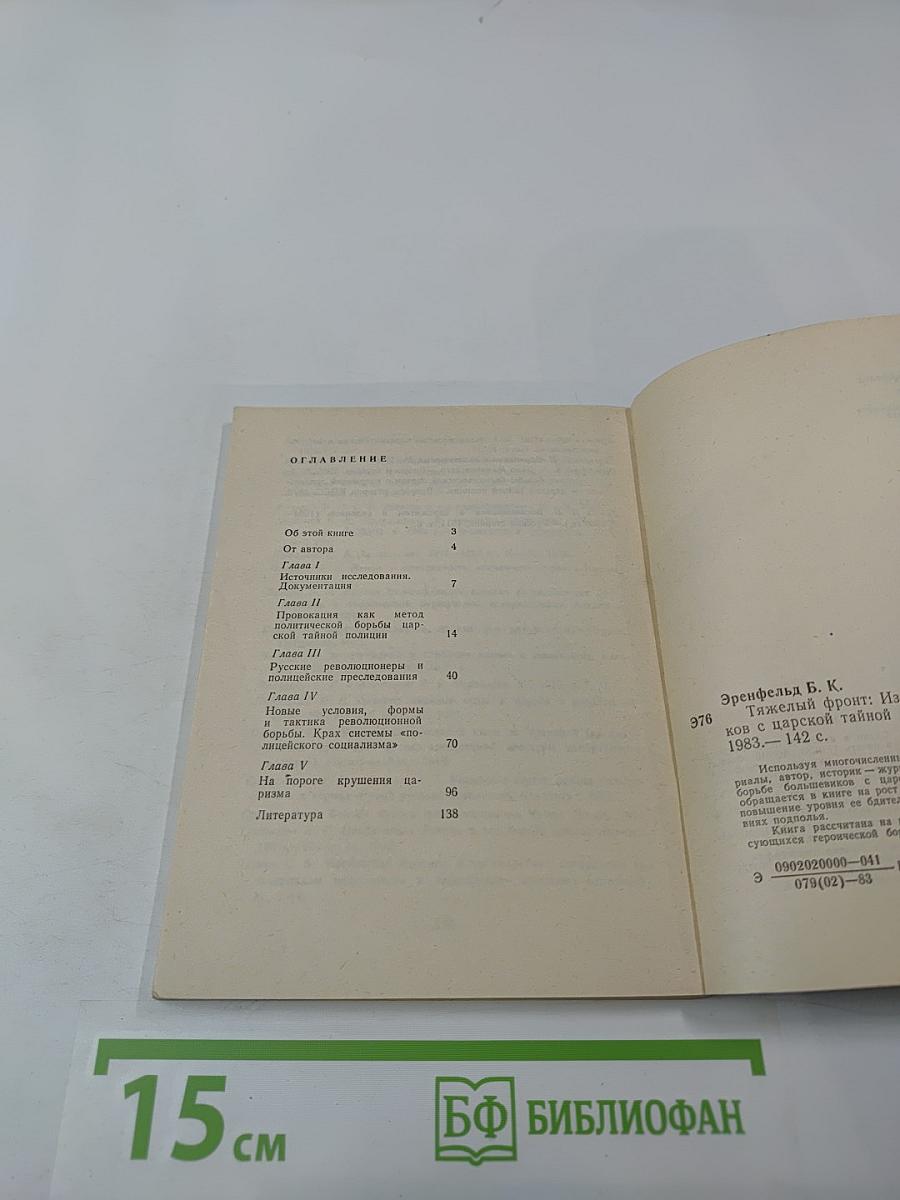 ОГЛАВЛЕНИЕ
Об этой книге 3
От автора 4
Глава I
Источники исследования.
Документация 7
Глава II
Провокация как метод
политической борьбы цар-
ской тайной полиции 14
Глава III
Русские революционеры и
полицейские преследования 40
Глава IV
Новые условия, формы
и тактика революционной
борьбы. Крах системы «по-
лицейского социализма» 70
Глава V
На пороге крушения ца-
ризма 96
Литература 138
Эренфельд Б. К.
Э76 Тяжелый фронт: Из
ков с царской тайной
1983.— 142 с.
Используя многочисленны
риалы, автор, историк — жур
борьбе большевиков с цар
обращается в книге на рост
повышение уровня ее бдител
виях подполья.
Книга рассчитана на
сующихся героической бо
Э 0902020000—041
079(02)—83
15 см
БФ БИБЛИОФАН